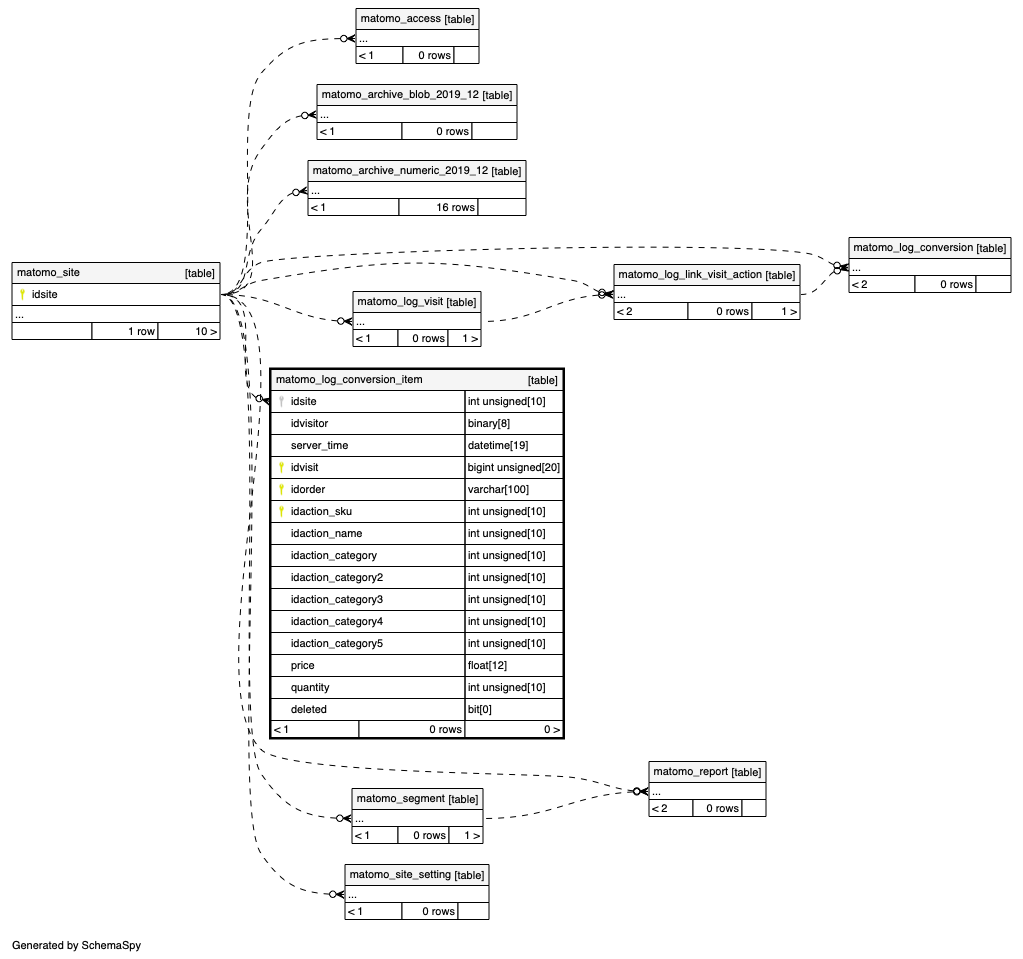 matomo_access [table]
...
< 1 0 rows
matomo_archive_blob_2019_12 [table]
...
< 1 0 rows
matomo_archive_numeric_2019_12 [table]
...
< 1 16 rows
matomo_log_conversion [table]
...
< 2 0 rows
matomo_site [table]
idsite
...
1 row 10 >
matomo_log_link_visit_action [table]
...
< 2 0 rows 1 >
matomo_log_visit [table]
...
< 1 0 rows 1 >
matomo_log_conversion_item [table]
idsite int unsigned[10]
idvisitor binary[8]
server_time datetime[19]
idvisit bigint unsigned[20]
idorder varchar[100]
idaction_sku int unsigned[10]
idaction_name int unsigned[10]
idaction_category int unsigned[10]
idaction_category2 int unsigned[10]
idaction_category3 int unsigned[10]
idaction_category4 int unsigned[10]
idaction_category5 int unsigned[10]
price float[12]
quantity int unsigned[10]
deleted bit[0]
< 1 0 rows 0 >
matomo_report [table]
...
< 2 0 rows
matomo_segment [table]
...
< 1 0 rows 1 >
matomo_site_setting [table]
...
< 1 0 rows
Generated by SchemaSpy